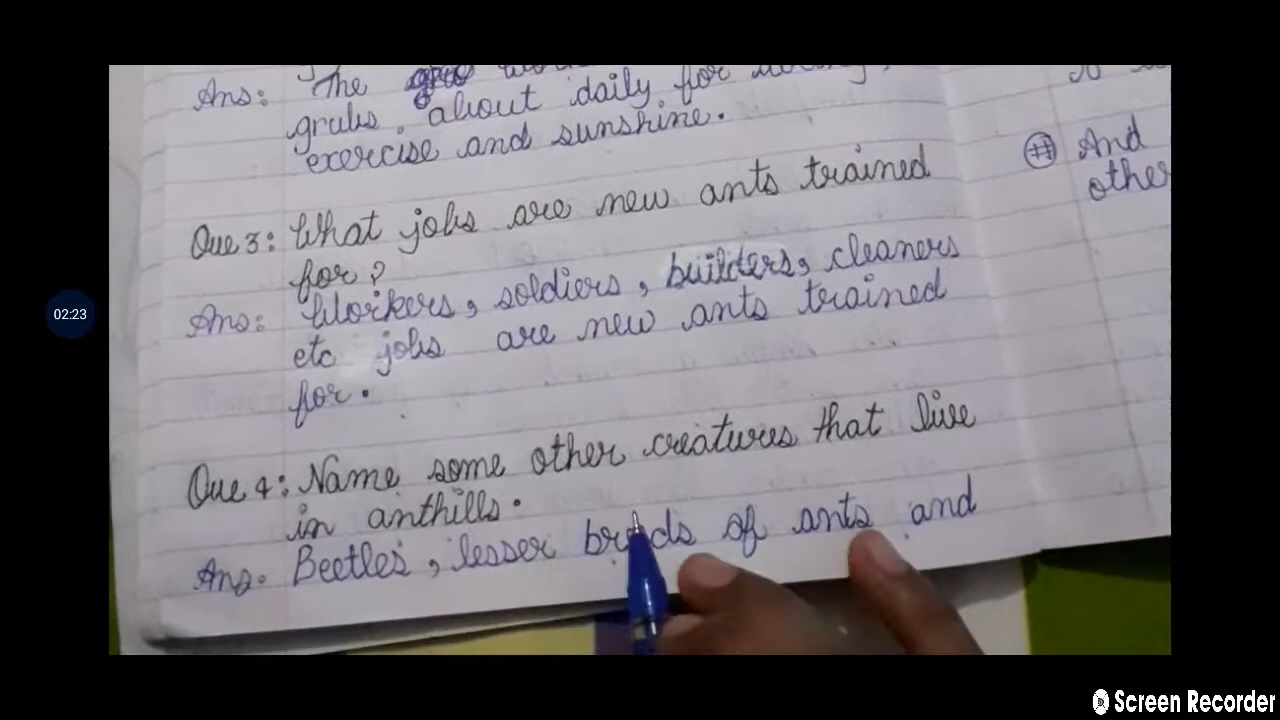 Ans: The
grubs about daily for
exercise and sunshine.
Que 3: What jobs are new ants trained
for?
Ans: Workers, soldiers, builders, cleaners
etc jobs are new ants trained
for.
Que 4: Name some other creatures that live
in anthills.
Ans. Beetles, lesser breds of ants and
# And
other
02:23
Screen Recorder